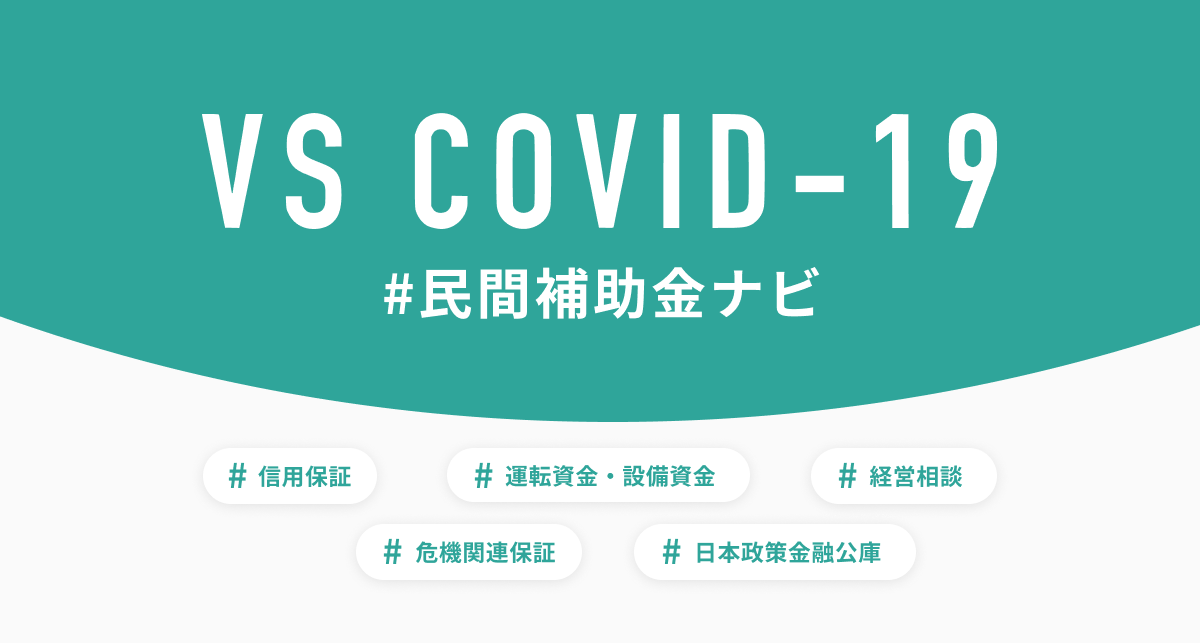 VS COVID-19
#民間補助金ナビ
# 信用保証
# 運転資金・設備資金
# 経営相談
# 危機関連保証
# 日本政策金融公庫